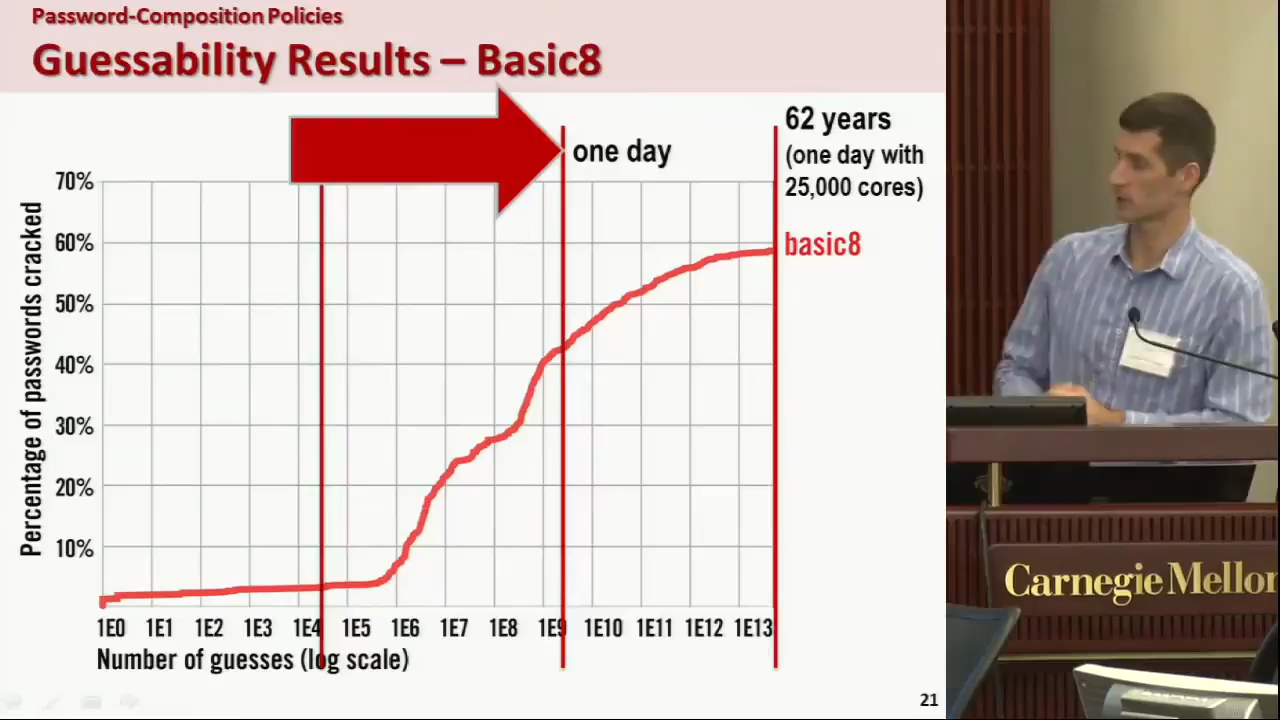 Password-Composition Policies
Guessability Results – Basic8
one day
62 years
(one day with
25,000 cores)
basic8
Percentage of passwords cracked
70%
60%
50%
40%
30%
20%
10%
1E0 1E1 1E2 1E3 1E4 1E5 1E6 1E7 1E8 1E9 1E10 1E11 1E12 1E13
Number of guesses (log scale)
21
Carnegie Mellon